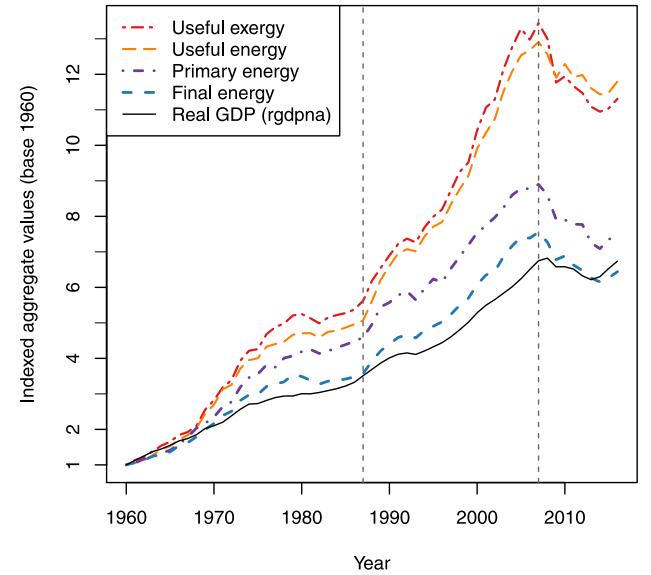 Useful exergy
Useful energy
Primary energy
Final energy
Real GDP (rgdpna)
Indexed aggregate values (base 1960)
12
10
8
6
4
2
1
1960 1970 1980 1990 2000 2010
Year